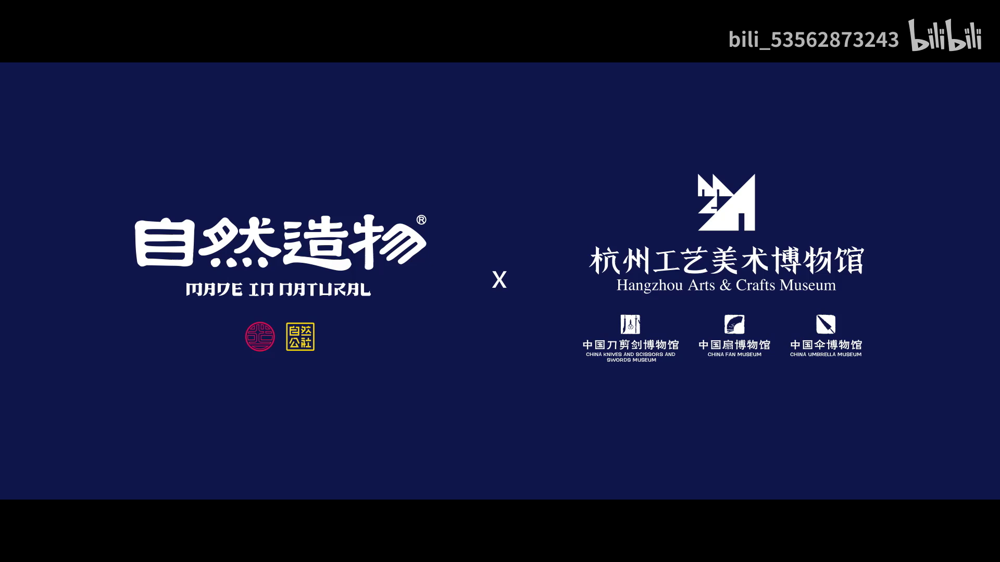 bili_53562873243 bilibili
自然造物®
MADE IN NATURAL
自然
公社
x
杭州工艺美术博物馆
Hangzhou Arts & Crafts Museum
中国刀剪剑博物馆
CHINA KNIVES AND SCISSORS AND
SWORDS MUSEUM
中国扇博物馆
CHINA FAN MUSEUM
中国伞博物馆
CHINA UMBRELLA MUSEUM